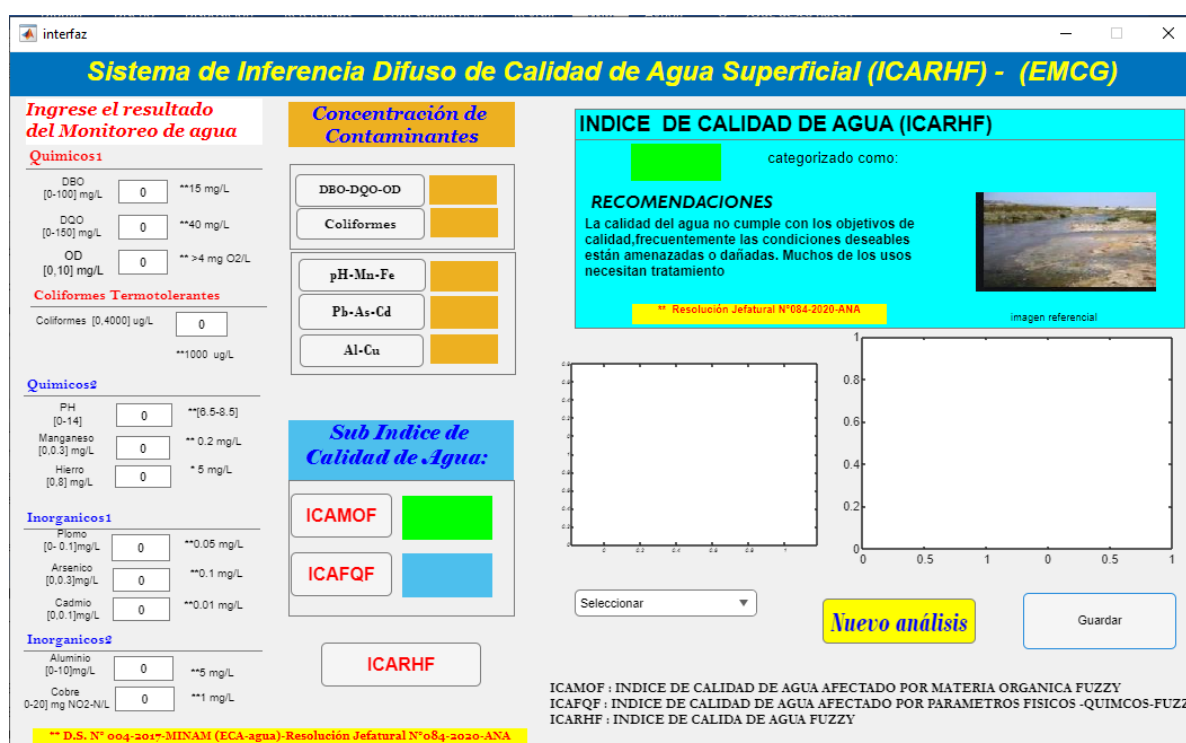 interfaz
Sistema de Inferencia Difuso de Calidad de Agua Superficial (ICARHF) - (EMCG)
Ingrese el resultado
del Monitoreo de agua
Quimicos1
DBO
[0-100] mg/L
0
**15 mg/L
DQO
[0-150] mg/L
0
**40 mg/L
OD
[0,10] mg/L
0
** >4 mg O2/L
Coliformes Termotolerantes
Coliformes [0,4000] ug/L
0
**1000 ug/L
Quimicos2
PH
[0-14]
0
**[6.5-8.5]
Manganeso
[0,0.3] mg/L
0
** 0.2 mg/L
Hierro
[0,8] mg/L
0
* 5 mg/L
Inorganicos1
Plomo
[0- 0.1]mg/L
0
**0.05 mg/L
Arsenico
[0,0.3]mg/L
0
**0.1 mg/L
Cadmio
[0,0.1]mg/L
0
**0.01 mg/L
Inorganicos2
Aluminio
[0-10]mg/L
0
**5 mg/L
Cobre
0-20] mg NO2-N/L
0
**1 mg/L
** D.S. N° 004-2017-MINAM (ECA-agua)-Resolución Jefatural N°084-2020-ANA
Concentración de
Contaminantes
DBO-DQO-OD
Coliformes
pH-Mn-Fe
Pb-As-Cd
Al-Cu
Sub Indice de
Calidad de Agua:
ICAMOF
ICAFQF
ICARHF
INDICE DE CALIDAD DE AGUA (ICARHF)
categorizado como:
RECOMENDACIONES
La calidad del agua no cumple con los objetivos de
calidad,frecuentemente las condiciones deseables
están amenazadas o dañadas. Muchos de los usos
necesitan tratamiento
** Resolución Jefatural N°084-2020-ANA
imagen referencial
1
0.8
0.6
0.4
0.2
0
0 0.5 1 0 0.5 1
Seleccionar
Nuevo análisis
Guardar
ICAMOF : INDICE DE CALIDAD DE AGUA AFECTADO POR MATERIA ORGANICA FUZZY
ICAFQF : INDICE DE CALIDAD DE AGUA AFECTADO POR PARAMETROS FISICOS -QUIMCOS-FUZZ
ICARHF : INDICE DE CALIDA DE AGUA FUZZY